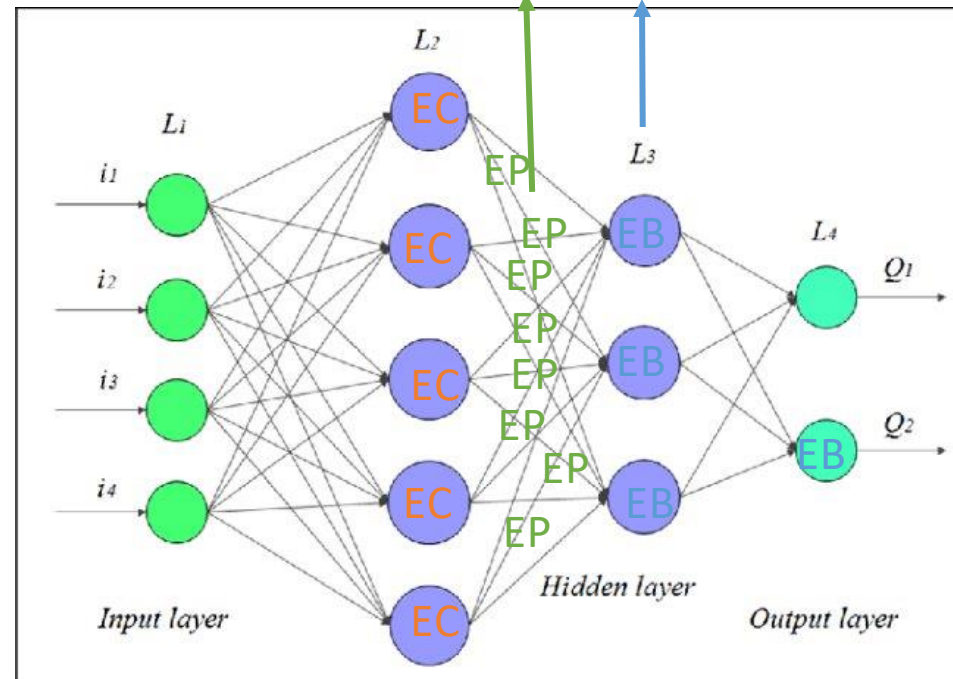 L2
EC
L1
L3
EP
i1
EP
EB
L4
EC
EP
Q1
i2
EP
EB
EP
EC
i3
EP
Q2
EP
EB
i4
EC
EB
EP
Hidden layer
Input layer
EC
Output layer